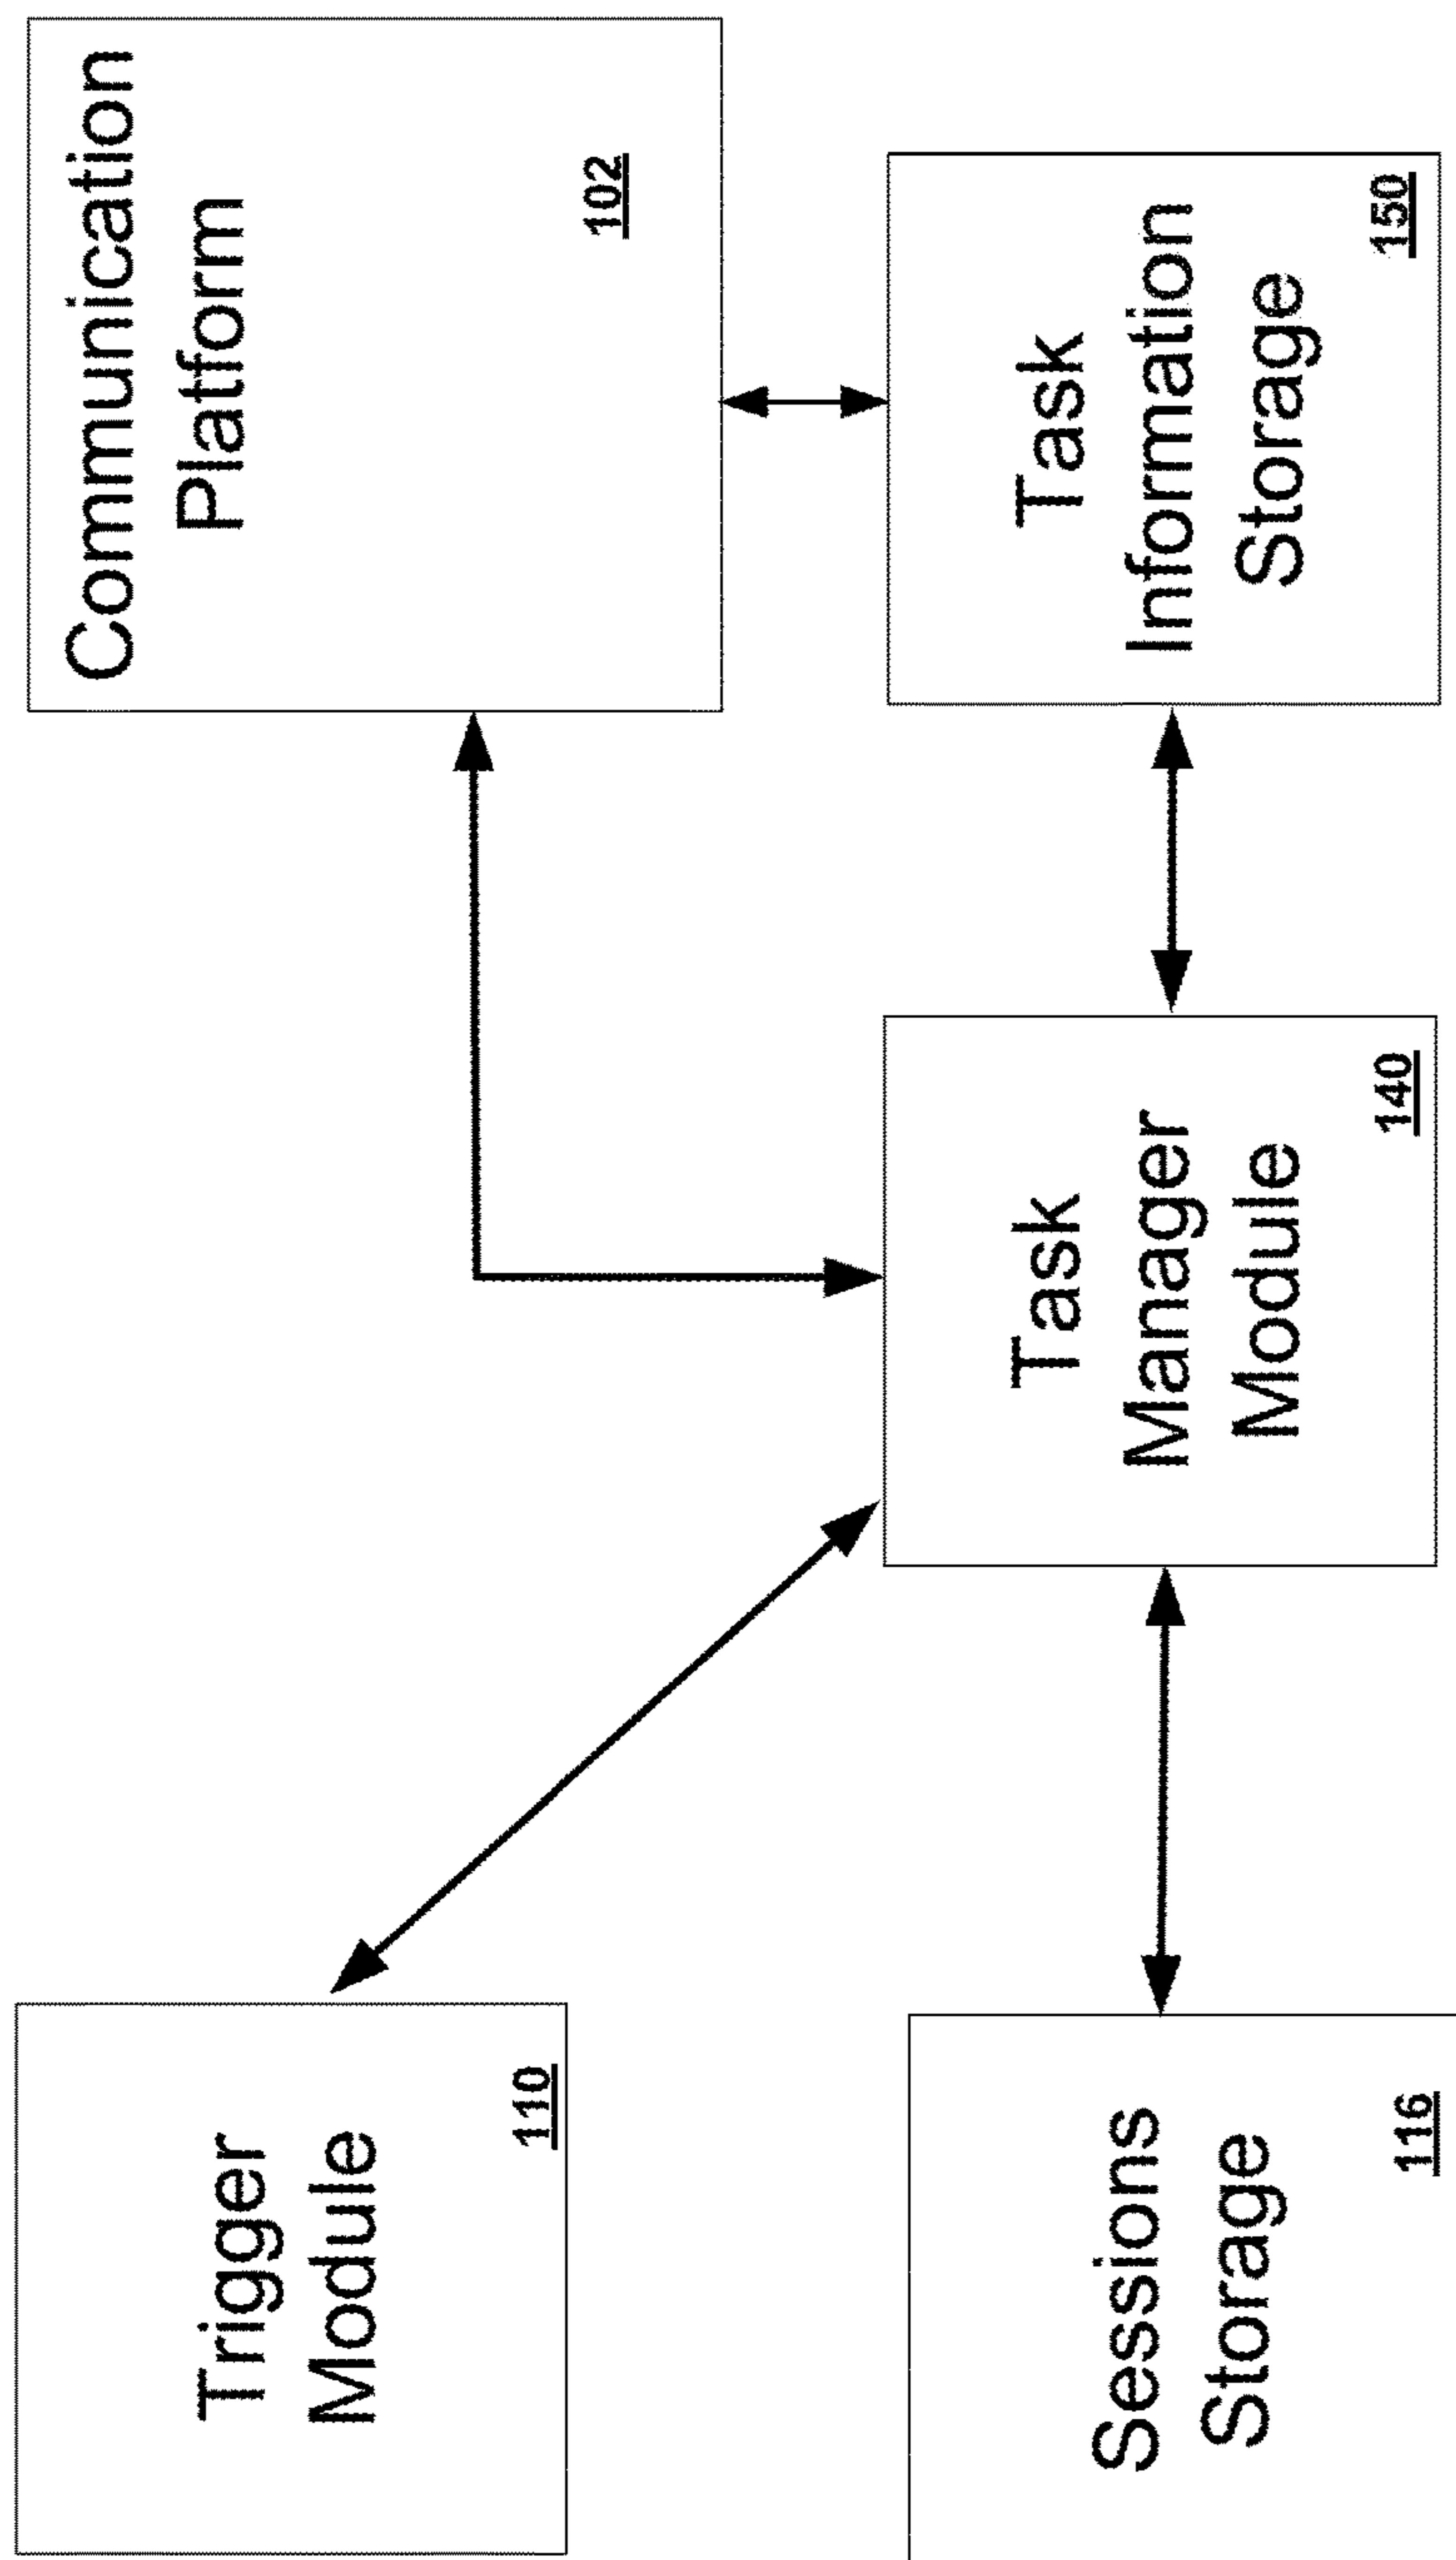 Trigger
Module
110
Communication
Platform
102
Sessions
Storage
116
Task
Manager
Module
140
Task
Information
Storage
150